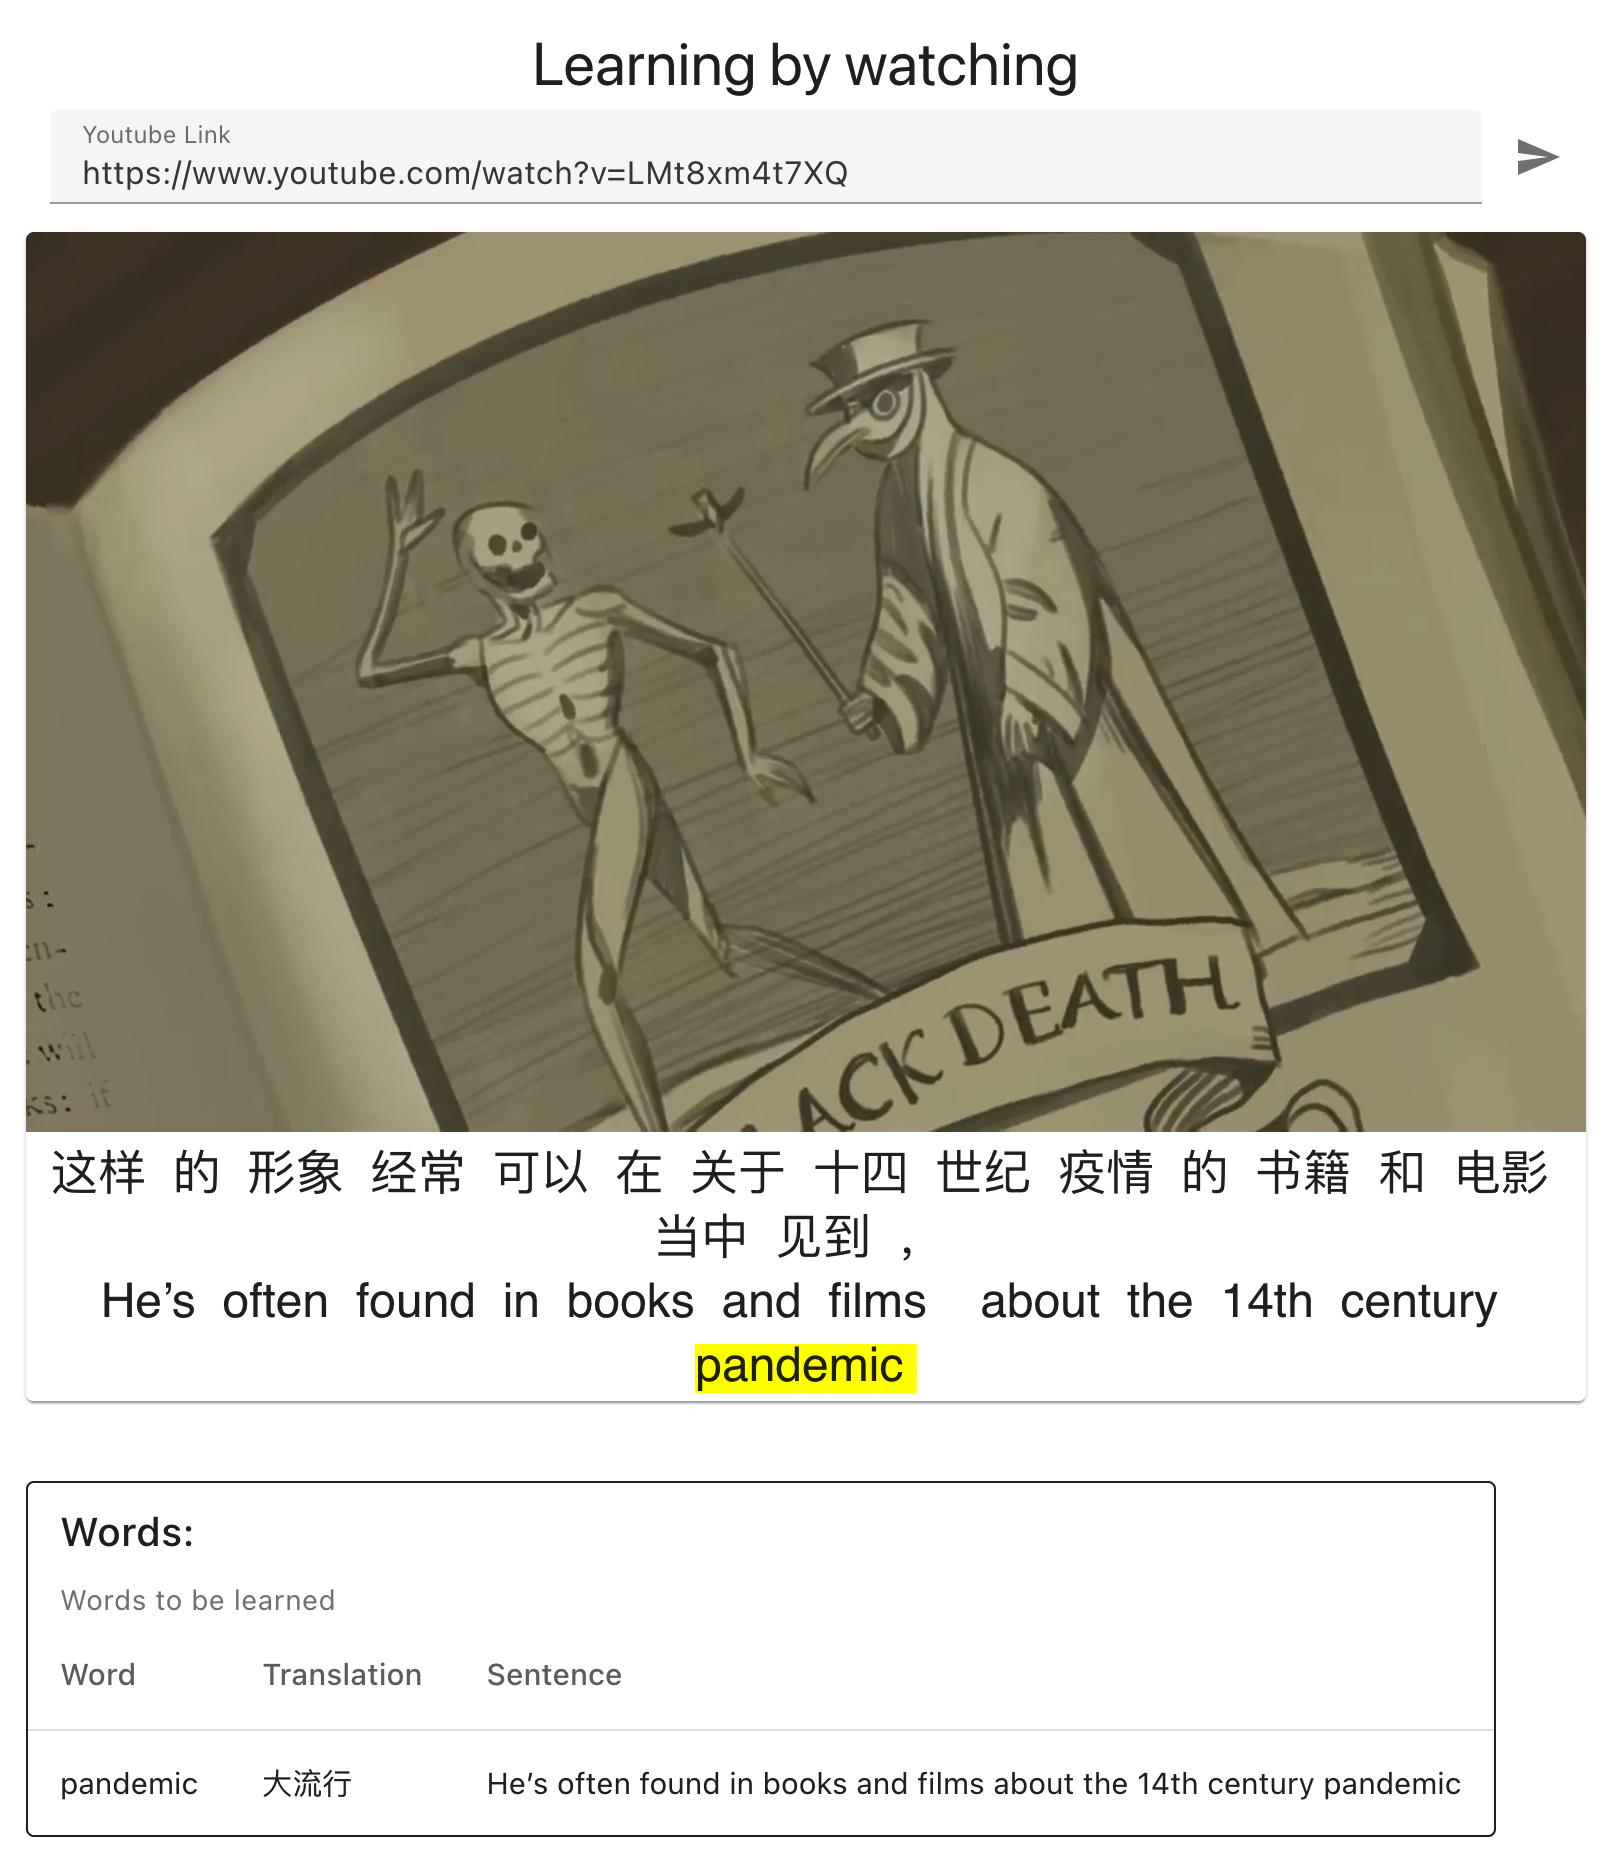 Learning by watching
Youtube Link
https://www.youtube.com/watch?v=LMt8xm4t7XQ
the
will
if
ACK DEATH
这样 的 形象 经常 可以 在 关于 十四 世纪 疫情 的 书籍 和 电影
当中 见到 ,
He’s often found in books and films about the 14th century
pandemic
Words:
Words to be learned
Word Translation Sentence
pandemic 大流行 He’s often found in books and films about the 14th century pandemic